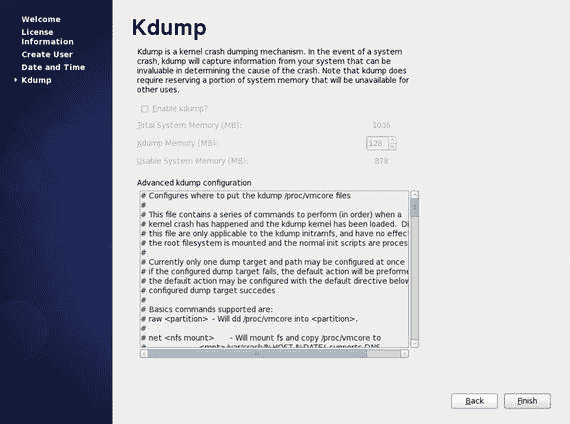 Welcome
License
Information
Create User
Date and Time
Kdump
Kdump
Kdump is a kernel crash dumping mechanism. In the event of a system
crash, kdump will capture information from your system that can be
invaluable in determining the cause of the crash. Note that kdump does
require reserving a portion of system memory that will be unavailable for
other uses.
Enable kdump?
Total System Memory (MB): 1006
Kdump Memory (MB): 128
Usable System Memory (MB): 878
Advanced kdump configuration
# Configures where to put the kdump /proc/vmcore files
#
# This file contains a series of commands to perform (in order) when a
# kernel crash has happened and the kdump kernel has been loaded. Di
# this file are only applicable to the kdump initramfs, and have no effec
# the root filesystem is mounted and the normal init scripts are proces
#
# Currently only one dump target and path may be configured at once
# if the configured dump target fails, the default action will be preforme
# the default action may be configured with the default directive below
# configured dump target succedes
#
# Basics commands supported are:
# raw <partition> - Will dd /proc/vmcore into <partition>.
#
# net <nfs mount> - Will mount fs and copy /proc/vmcore to
# <mnt>/var/crash/%HOST-%DATE/, supports DNS.
Back
Finish